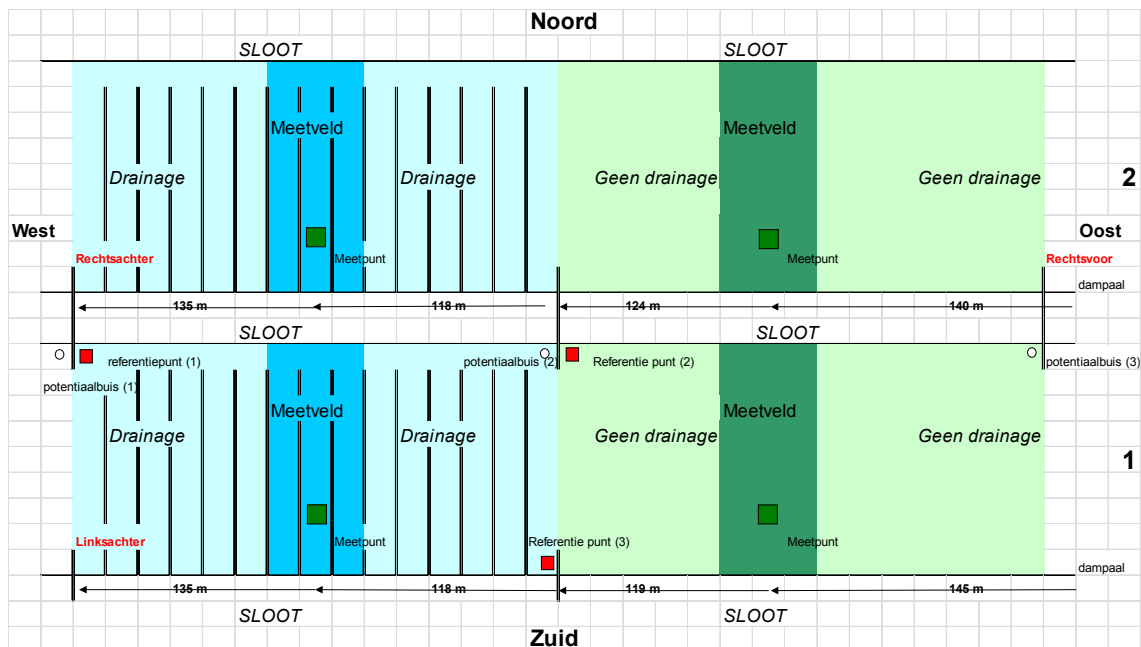 Noord
SLOOT SLOOT
Meetveld Meetveld
Drainage Drainage Geen drainage Geen drainage 2
West Oost
Rechtsachter Meetpunt Meetpunt Rechtsvoor
dampaal
135 m 118 m 124 m 140 m
SLOOT SLOOT
referentiepunt (1) potentiaalbuis (2) Referentie punt (2) potentiaalbuis (3)
potentiaalbuis (1)
Meetveld Meetveld
Drainage Drainage Geen drainage Geen drainage
1
Linksachter Meetpunt Referentie punt (3) Meetpunt
dampaal
135 m 118 m 119 m 145 m
SLOOT SLOOT
Zuid